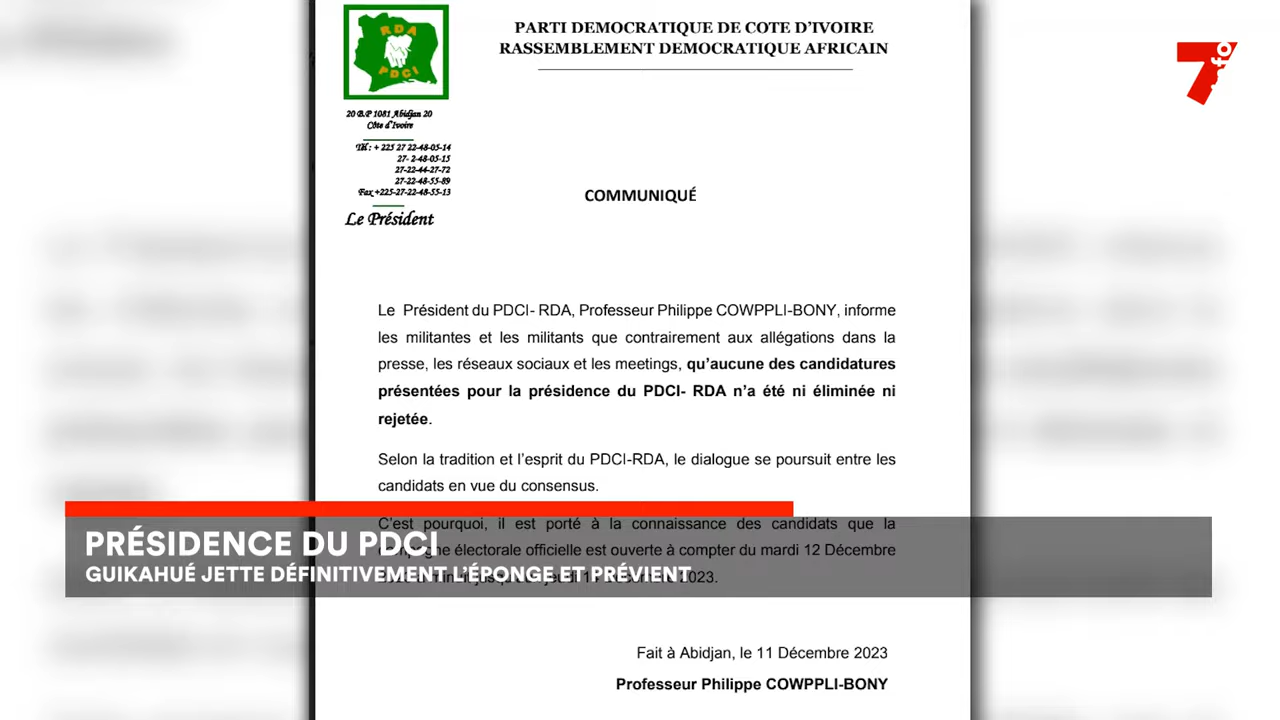 RDA
PDCI
PARTI DEMOCRATIQUE DE COTE D'IVOIRE
RASSEMBLEMENT DEMOCRATIQUE AFRICAIN
7
fo
20 B.P 1081 Abidjan 20
Côte d'Ivoire
Tél : + 225 27 22-48-05-14
27- 2-48-05-15
27-22-44-27-72
27-22-48-55-89
Fax +225-27-22-48-55-13
Le Président
COMMUNIQUÉ
Le Président du PDCI- RDA, Professeur Philippe COWPPLI-BONY, informe
les militantes et les militants que contrairement aux allégations dans la
presse, les réseaux sociaux et les meetings, qu'aucune des candidatures
présentées pour la présidence du PDCI- RDA n'a été ni éliminée ni
rejetée.
Selon la tradition et l'esprit du PDCI-RDA, le dialogue se poursuit entre les
candidats en vue du consensus.
C'est pourquoi, il est porté à la connaissance des candidats que la
électorale officielle est ouverte à compter du mardi 12 Décembre
2023.
PRÉSIDENCE DU PDCI
GUIKAHUÉ JETTE DÉFINITIVEMENT L'ÉPONGE ET PRÉVIENT
Fait à Abidjan, le 11 Décembre 2023
Professeur Philippe COWPPLI-BONY